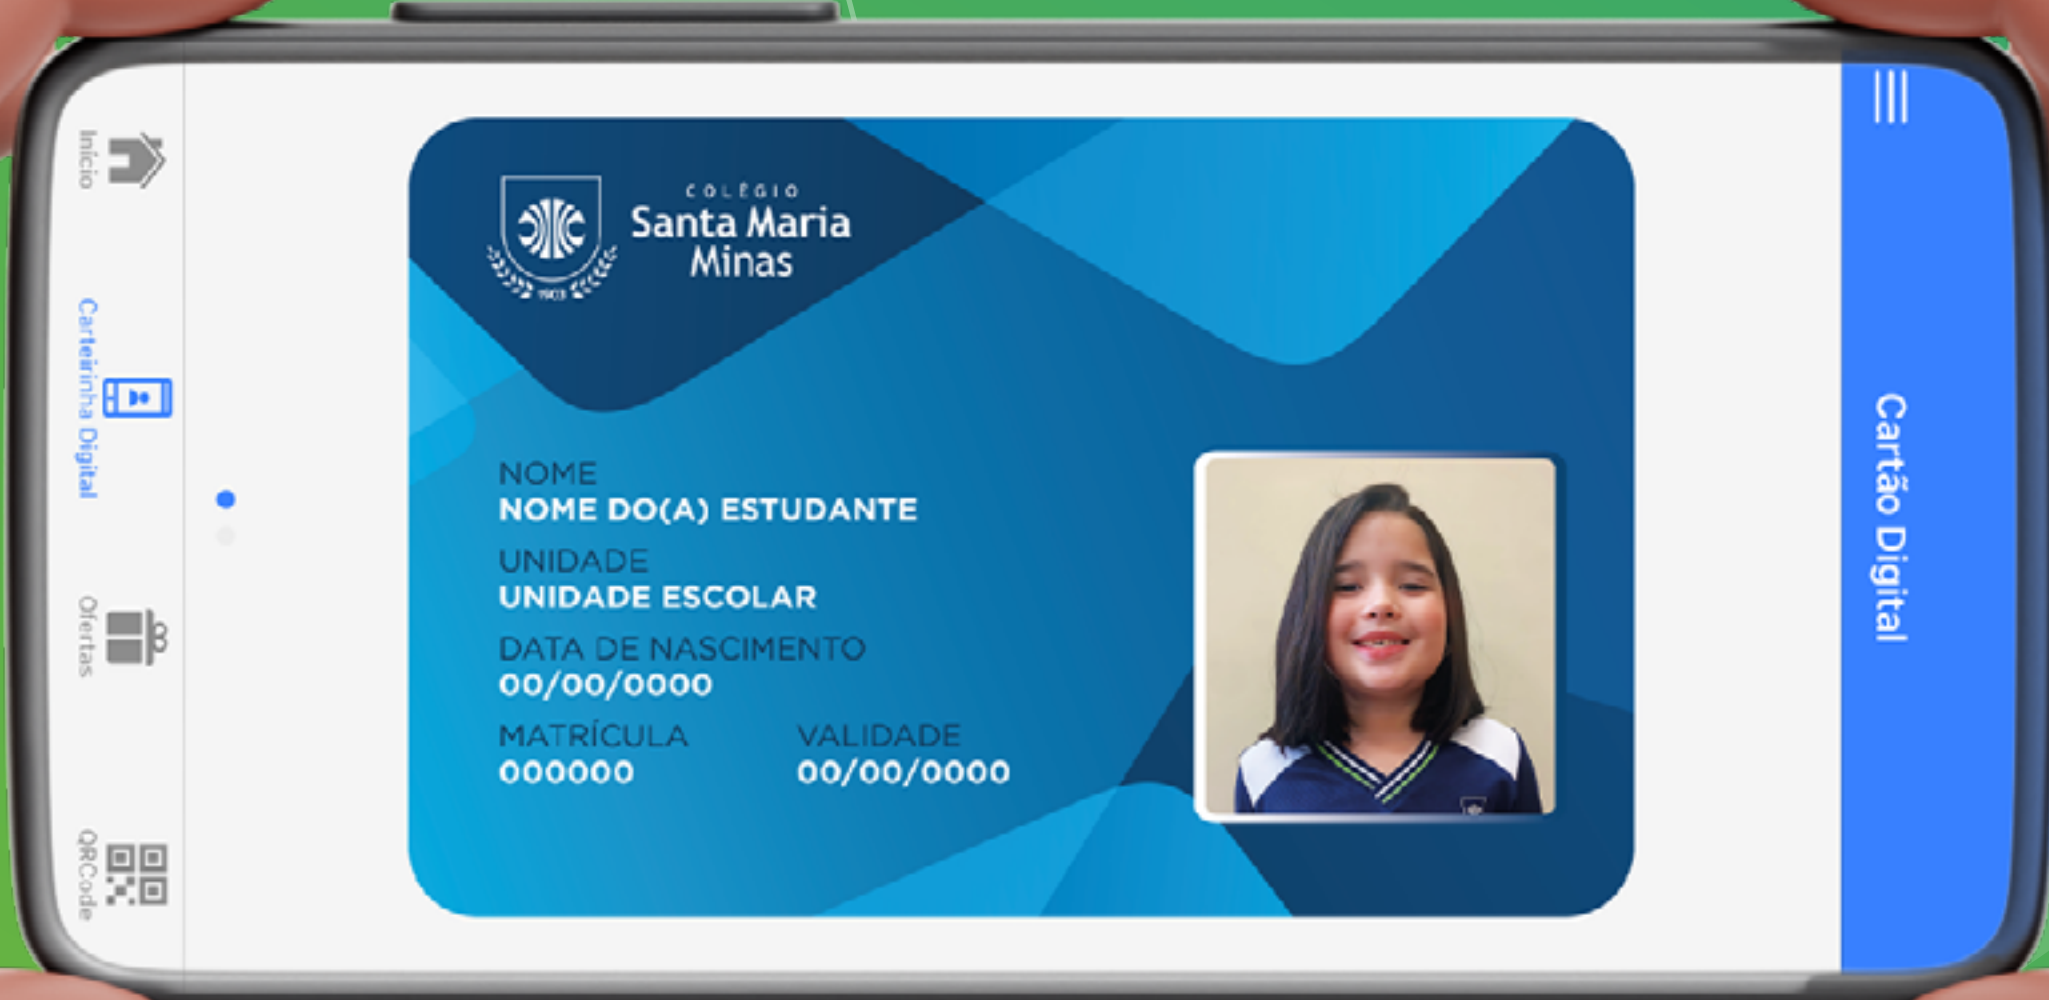 COLÉGIO
Santa Maria
Minas
1903
NOME
NOME DO(A) ESTUDANTE
UNIDADE
UNIDADE ESCOLAR
DATA DE NASCIMENTO
00/00/0000
MATRÍCULA
000000
VALIDADE
00/00/0000
Cartão Digital
Início
Carteirinha Digital
Ofertas
QRCode